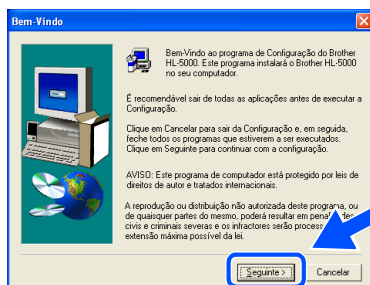 Bem-Vindo
Bem-Vindo ao programa de Configuração do Brother
HL-5000. Este programa instalará o Brother HL-5000
no seu computador.
É recomendável sair de todas as aplicações antes de executar a
Configuração.
Clique em Cancelar para sair da Configuração e, em seguida,
feche todos os programas que estiverem a ser executados.
Clique em Seguinte para continuar com a configuração.
AVISO: Este programa de computador está protegido por leis de
direitos de autor e tratados internacionais.
A reprodução ou distribuição não autorizada deste programa, ou
de quaisquer partes do mesmo, poderá resultar em
civis e criminais severas e os infractores serão
extensão máxima possível da lei.
Seguinte >
Cancelar